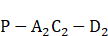 P − A₂C₂ − D₂